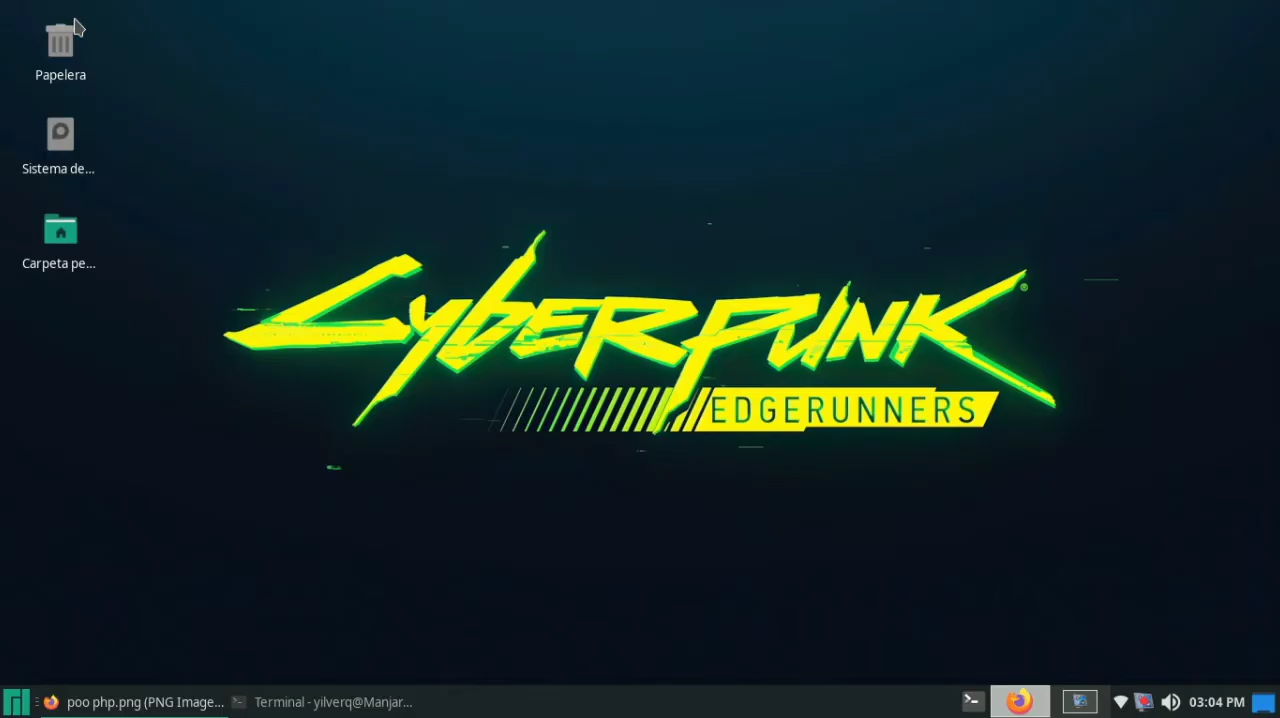 Papelera
Sistema de...
Carpeta pe...
CYBERPUNK
®
EDGERUNNERS
poo php.png (PNG Image...
Terminal - yilverq@Manjar...
03:04 PM